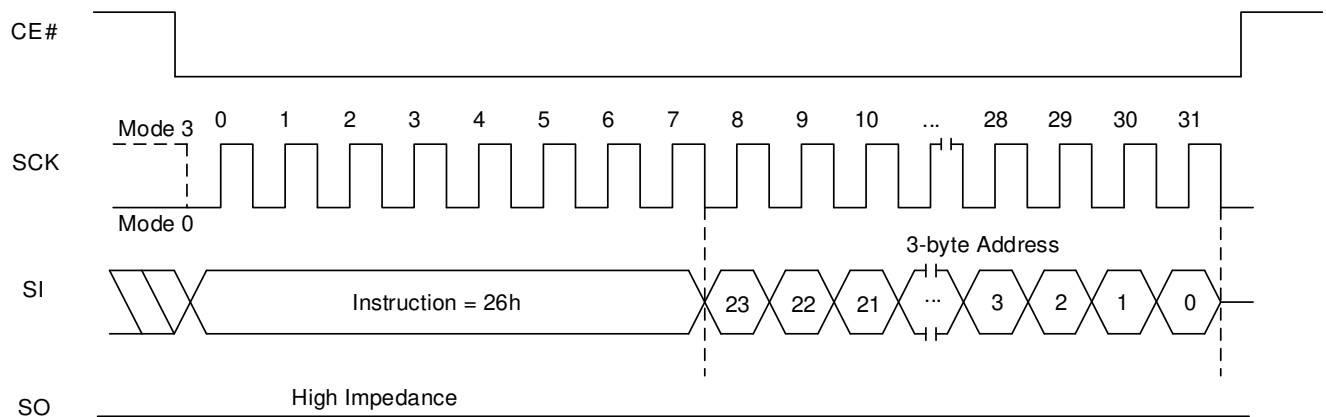 CE#
Mode 3
0 1 2 3 4 5 6 7 8 9 10 ... 28 29 30 31
SCK
Mode 0
3-byte Address
SI
Instruction = 26h
23 22 21 ... 3 2 1 0
High Impedance
SO